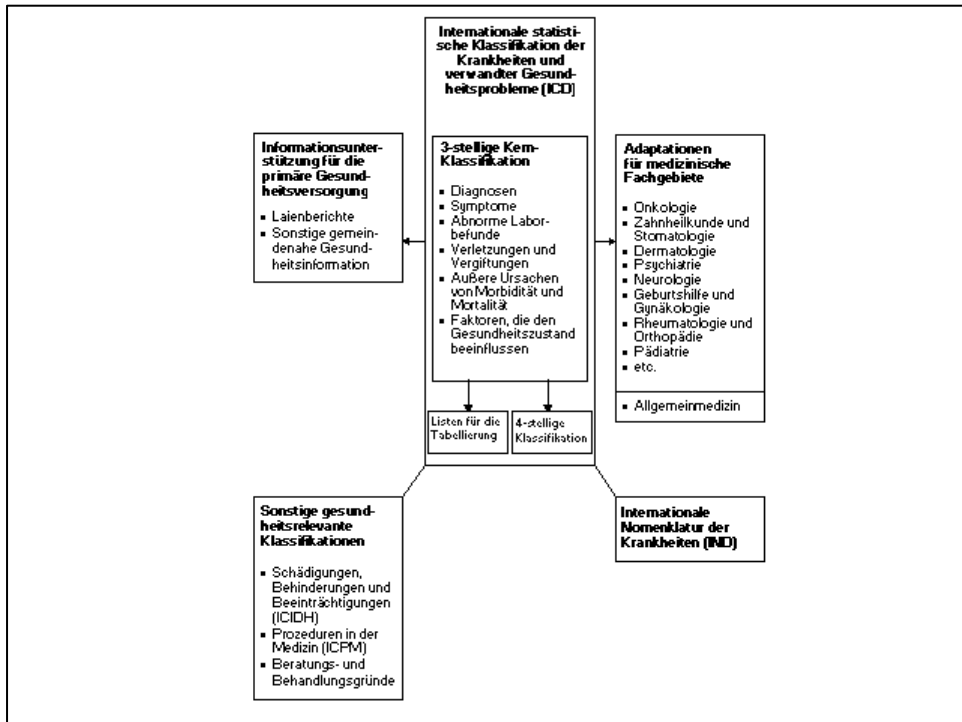 Internationale statisti-
sche Klassifikation der
Krankheiten und
verwandter Gesund-
heitsprobleme (ICD)
Informationsunter-
stützung für die
primäre Gesund-
heitsversorgung
▪ Laienberichte
▪ Sonstige gemein-
denahe Gesund-
heitsinformation
3-stellige Kern-
Klassifikation
▪ Diagnosen
▪ Symptome
▪ Abnorme Labor-
befunde
▪ Verletzungen und
Vergiftungen
▪ Äußere Ursachen
von Morbidität und
Mortalität
▪ Faktoren, die den
Gesundheitszustand
beeinflussen
Adaptationen
für medizinische
Fachgebiete
▪ Onkologie
▪ Zahnheilkunde und
Stomatologie
▪ Dermatologie
▪ Psychiatrie
▪ Neurologie
▪ Geburtshilfe und
Gynäkologie
▪ Rheumatologie und
Orthopädie
▪ Pädiatrie
▪ etc.
▪ Allgemeinmedizin
Listen für die
Tabellierung
4-stellige
Klassifikation
Sonstige gesund-
heitsrelevante
Klassifikationen
▪ Schädigungen,
Behinderungen und
Beeinträchtigungen
(ICIDH)
▪ Prozeduren in der
Medizin (ICPM)
▪ Beratungs- und
Behandlungsgründe
Internationale
Nomenklatur der
Krankheiten (IND)